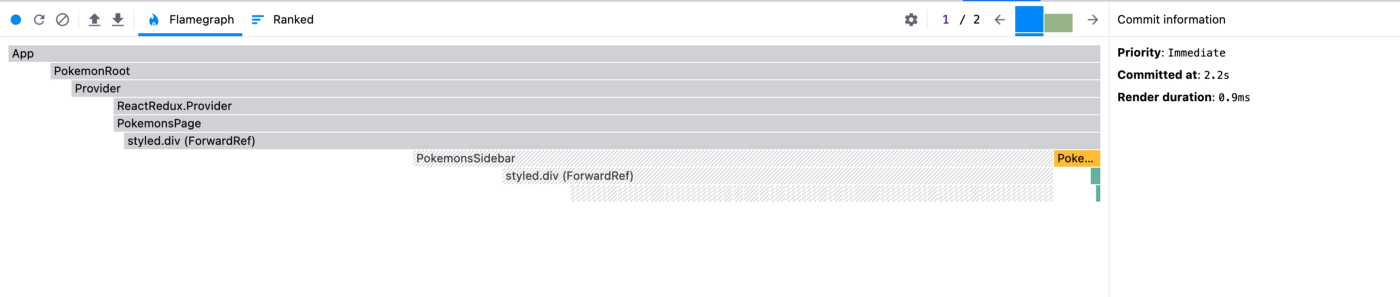 Flamegraph Ranked 1 / 2 Commit information
App
Priority: Immediate
PokemonRoot
Committed at: 2.2s
Provider
Render duration: 0.9ms
ReactRedux.Provider
PokemonsPage
styled.div (ForwardRef)
PokemonsSidebar Poke...
styled.div (ForwardRef)